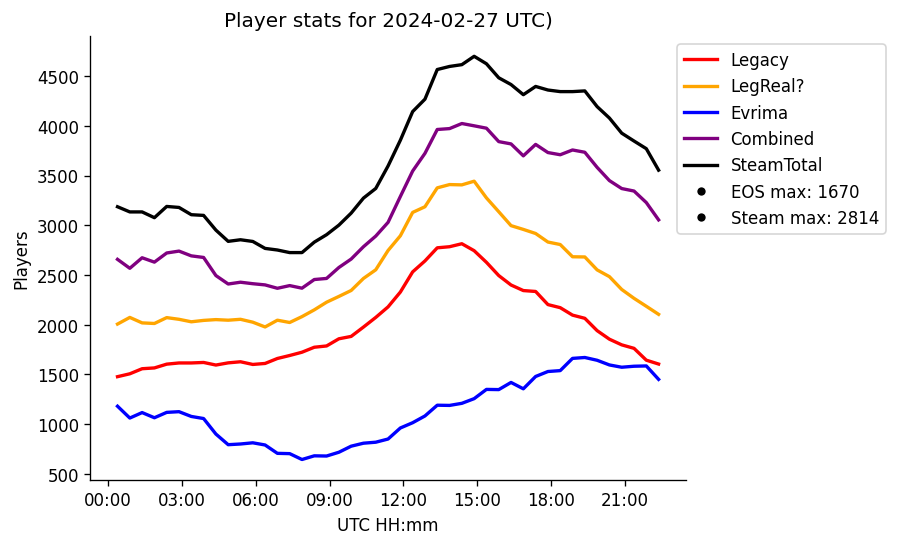 Player stats for 2024-02-27 UTC)
Legacy
LegReal?
Evrima
Combined
SteamTotal
EOS max: 1670
Steam max: 2814
Players
4500
4000
3500
3000
2500
2000
1500
1000
500
00:00 03:00 06:00 09:00 12:00 15:00 18:00 21:00
UTC HH:mm